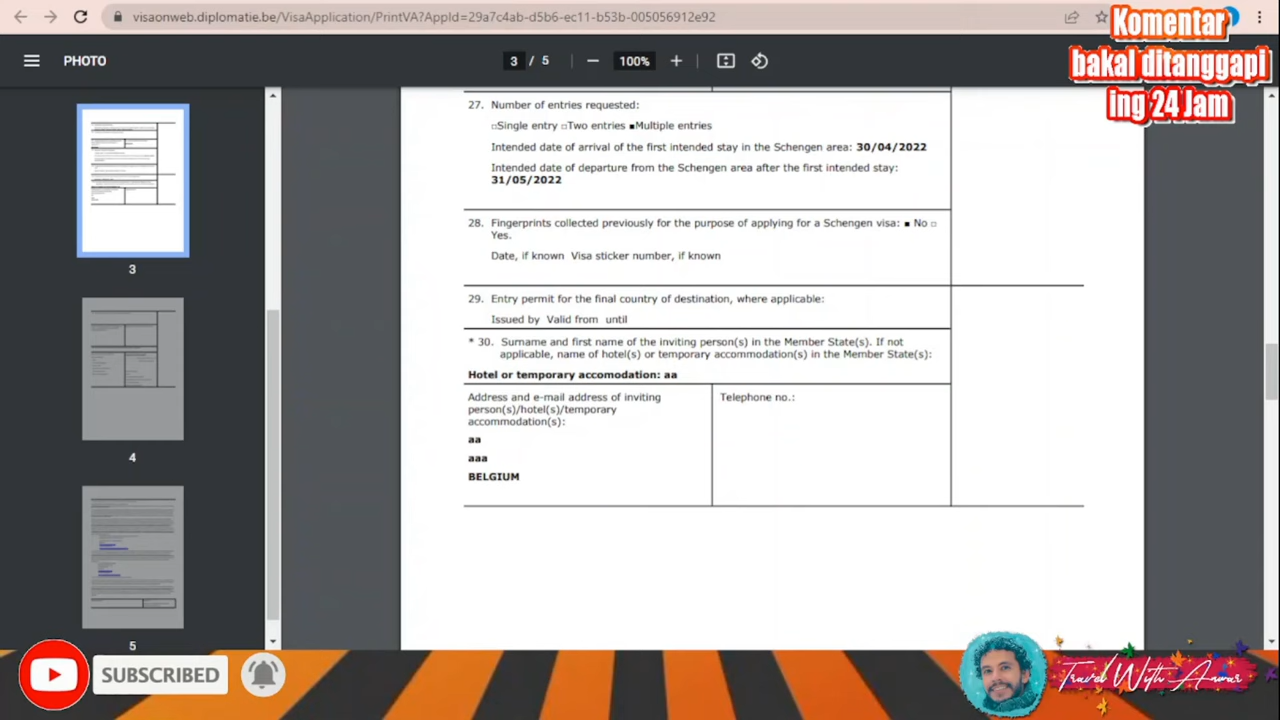 visaonweb.diplomatie.be/VisaApplication/PrintVA?AppId=29a7c4ab-d5b6-ec11-b53b-005056912e92
Komentar
bakal ditanggapi
ing 24 Jam
PHOTO
3 / 5
100%
3
4
5
27. Number of entries requested:
□Single entry □Two entries ■Multiple entries
Intended date of arrival of the first intended stay in the Schengen area: 30/04/2022
Intended date of departure from the Schengen area after the first intended stay:
31/05/2022
28. Fingerprints collected previously for the purpose of applying for a Schengen visa: ■ No □
Yes.
Date, if known Visa sticker number, if known
29. Entry permit for the final country of destination, where applicable:
Issued by Valid from until
* 30. Surname and first name of the inviting person(s) in the Member State(s). If not
applicable, name of hotel(s) or temporary accommodation(s) in the Member State(s):
Hotel or temporary accomodation: aa
Address and e-mail address of inviting
person(s)/hotel(s)/temporary
accommodation(s):
aa
aaa
BELGIUM
Telephone no.:
SUBSCRIBED
Travel With Anwar